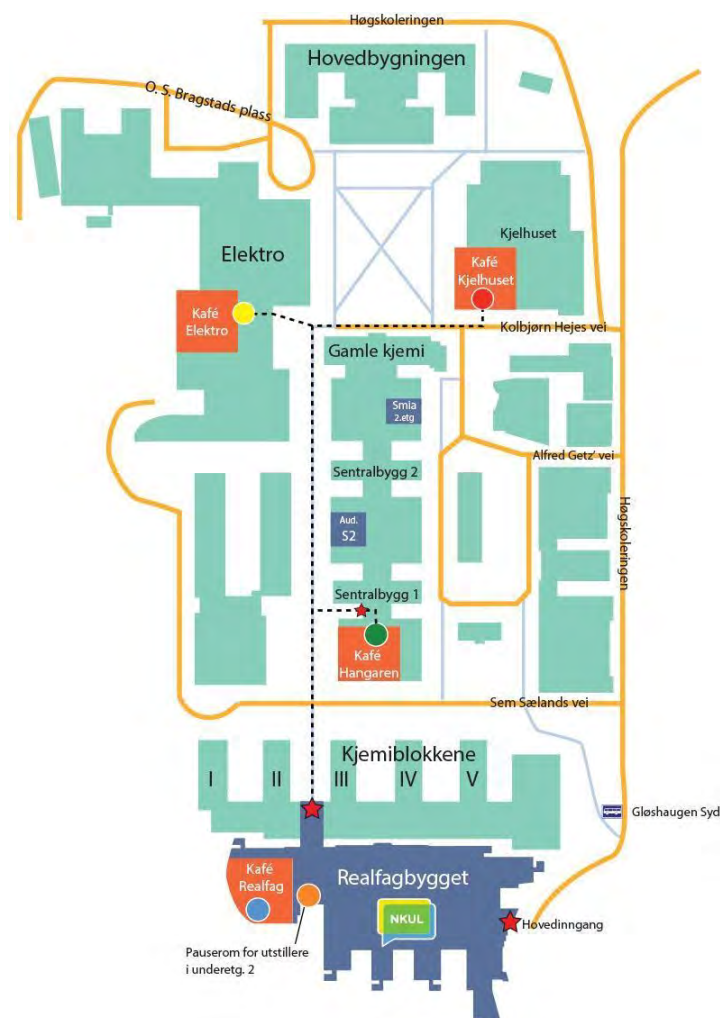 Høgskoleringen
Hovedbygningen
O. S. Bragstads plass
Kjelhuset
Elektro
Kafé
Kjelhuset
Kafé
Elektro
Kolbjørn Hejes vei
Gamle kjemi
Smia
2.etg
Alfred Getz' vei
Sentralbygg 2
Høgskoleringen
Aud.
S2
Sentralbygg 1
Kafé
Hangaren
Sem Sælands vei
Kjemiblokkene
I II III IV V
Gløshaugen Syd
Kafé
Realfag
Realfagbygget
NKUL
Hovedinngang
Pauserom for utstillere
i underetg. 2